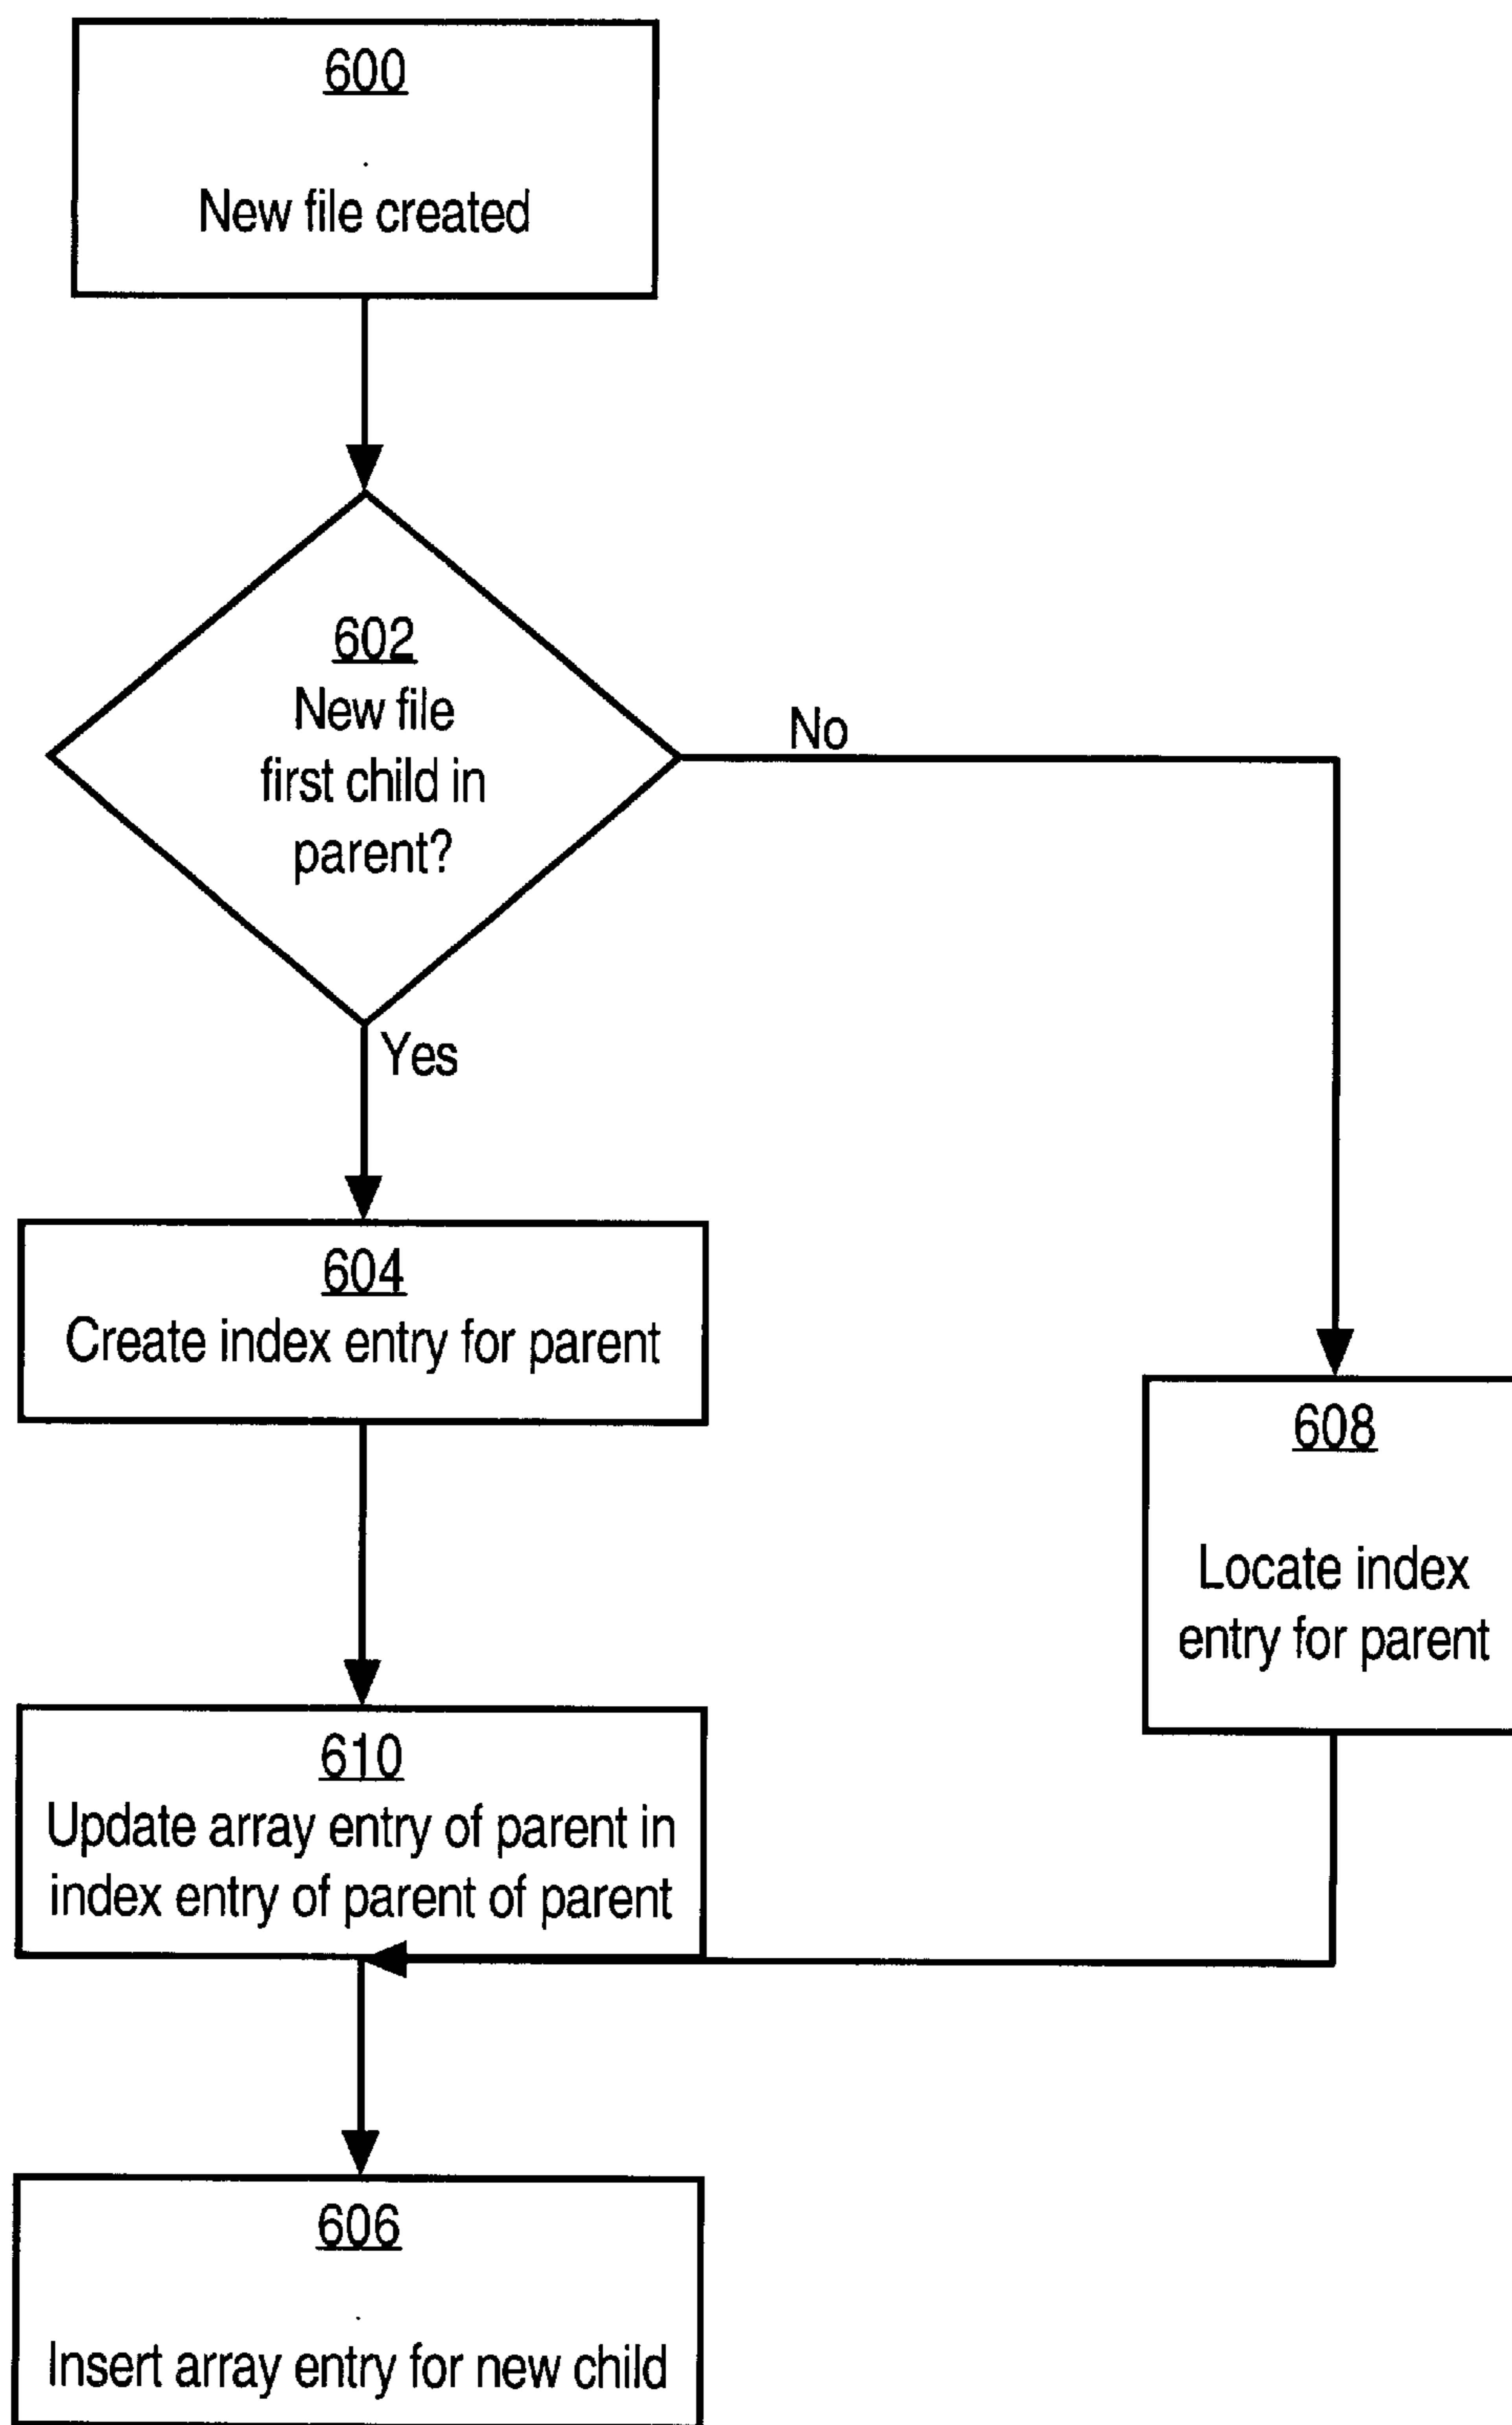 600
New file created
602
New file
first child in
parent?
No
Yes
604
Create index entry for parent
608
Locate index
entry for parent
610
Update array entry of parent in
index entry of parent of parent
606
Insert array entry for new child